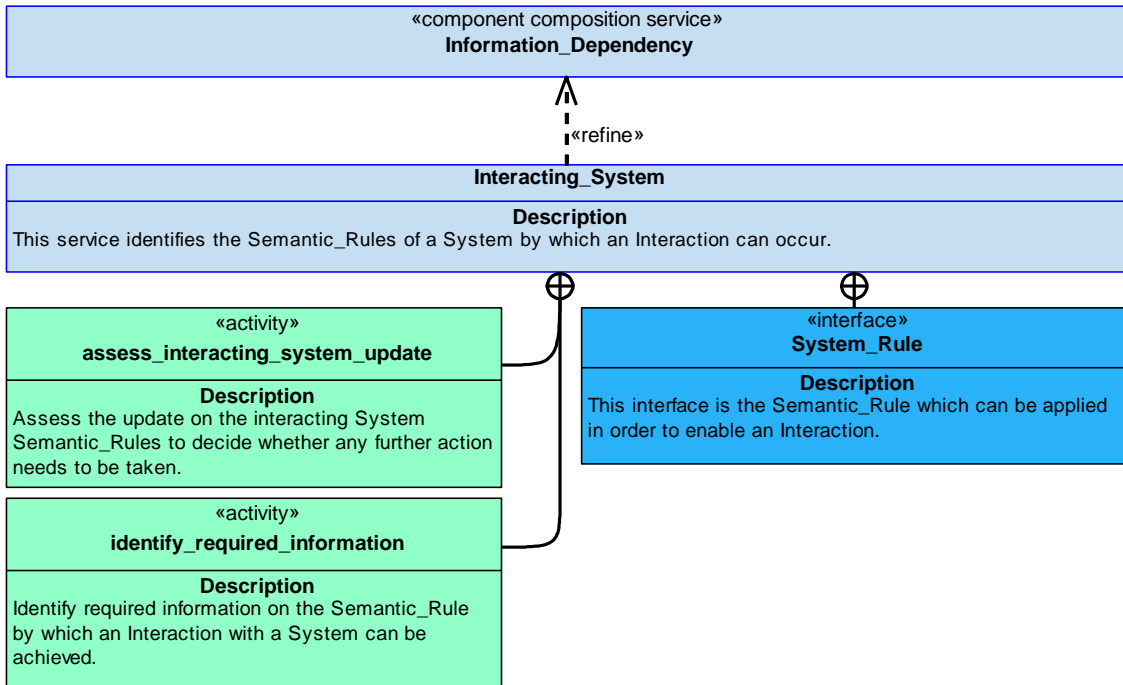 «component composition service»
Information_Dependency
«refine»
Interacting_System
Description
This service identifies the Semantic_Rules of a System by which an Interaction can occur.
«activity»
assess_interacting_system_update
Description
Assess the update on the interacting System
Semantic_Rules to decide whether any further action
needs to be taken.
«interface»
System_Rule
Description
This interface is the Semantic_Rule which can be applied
in order to enable an Interaction.
«activity»
identify_required_information
Description
Identify required information on the Semantic_Rule
by which an Interaction with a System can be
achieved.